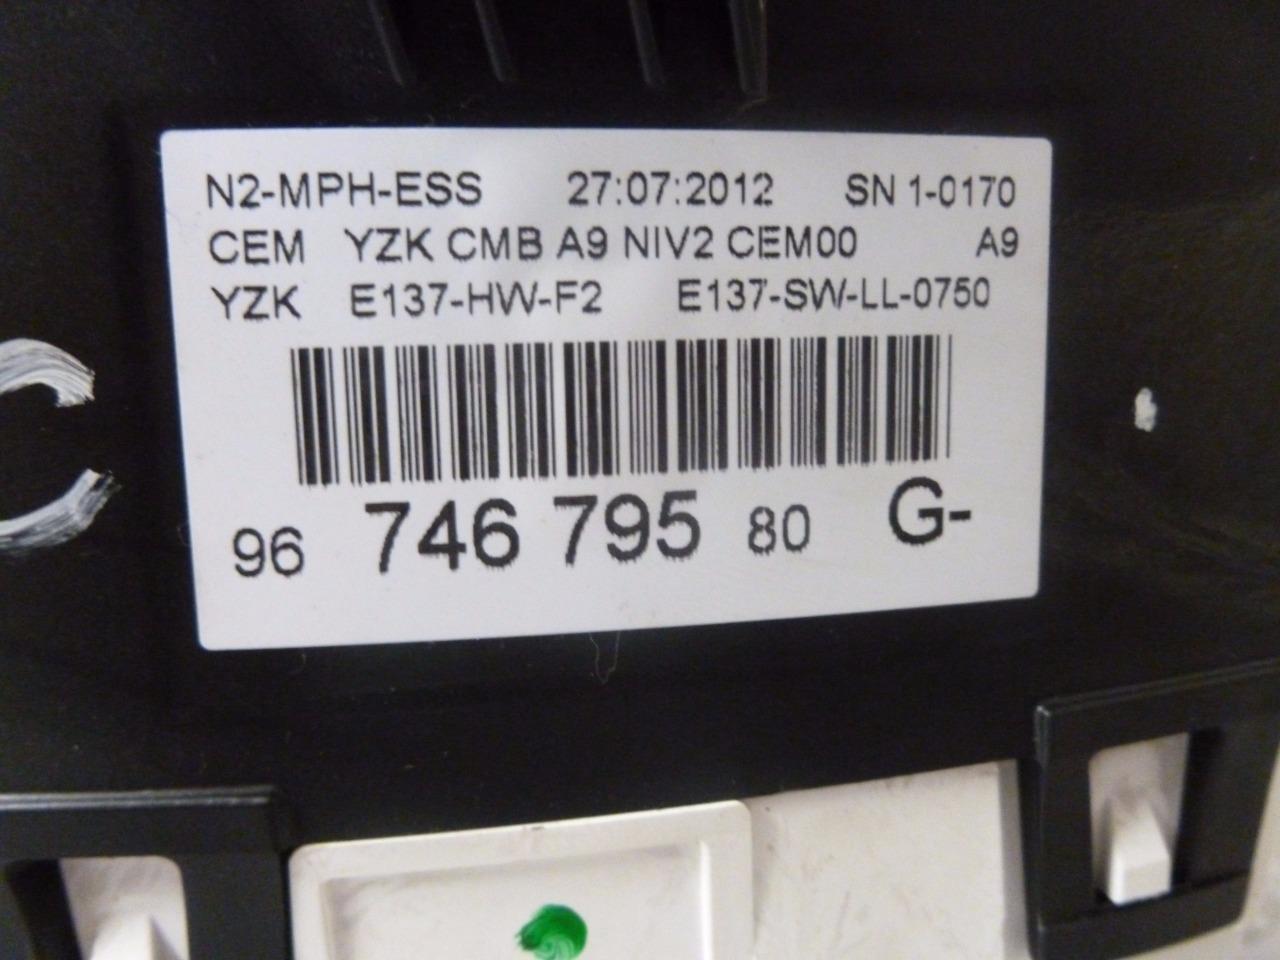 N2-MPH-ESS 27:07:2012 SN 1-0170
CEM YZK CMB A9 NIV2 CEM00 A9
YZK E137-HW-F2 E137-SW-LL-0750
96 746 795 80 G-